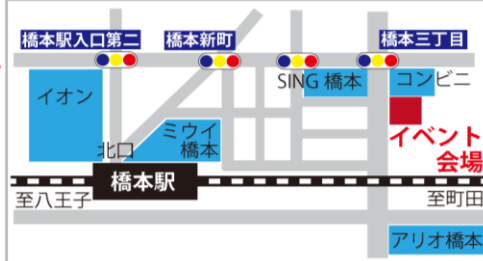 橋本駅入口第二
橋本新町
橋本三丁目
イオン
SING 橋本
コンビニ
ミウイ
橋本
イベント
会場
北口
橋本駅
至八王子
至町田
アリオ橋本